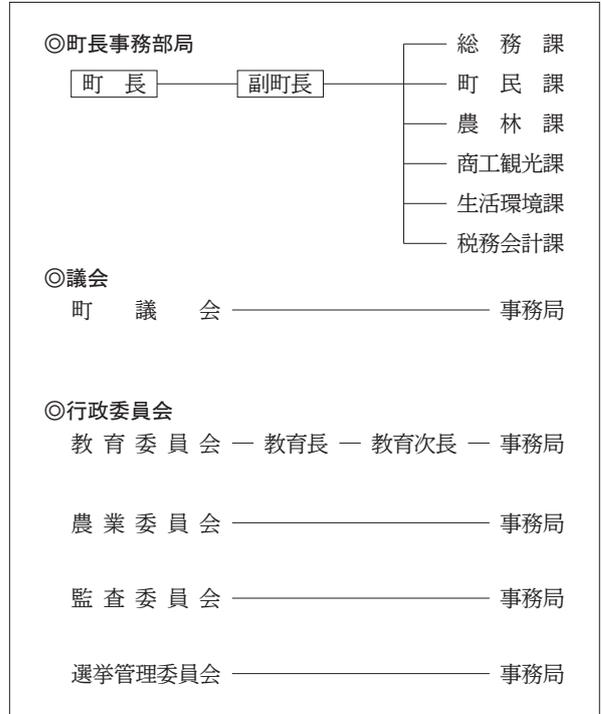 ◎町長事務部局
総務課
町長 副町長 町民課
農林課
商工観光課
生活環境課
税務会計課
◎議会
町議会 事務局
◎行政委員会
教育委員会 教育長 教育次長 事務局
農業委員会 事務局
監査委員会 事務局
選挙管理委員会 事務局